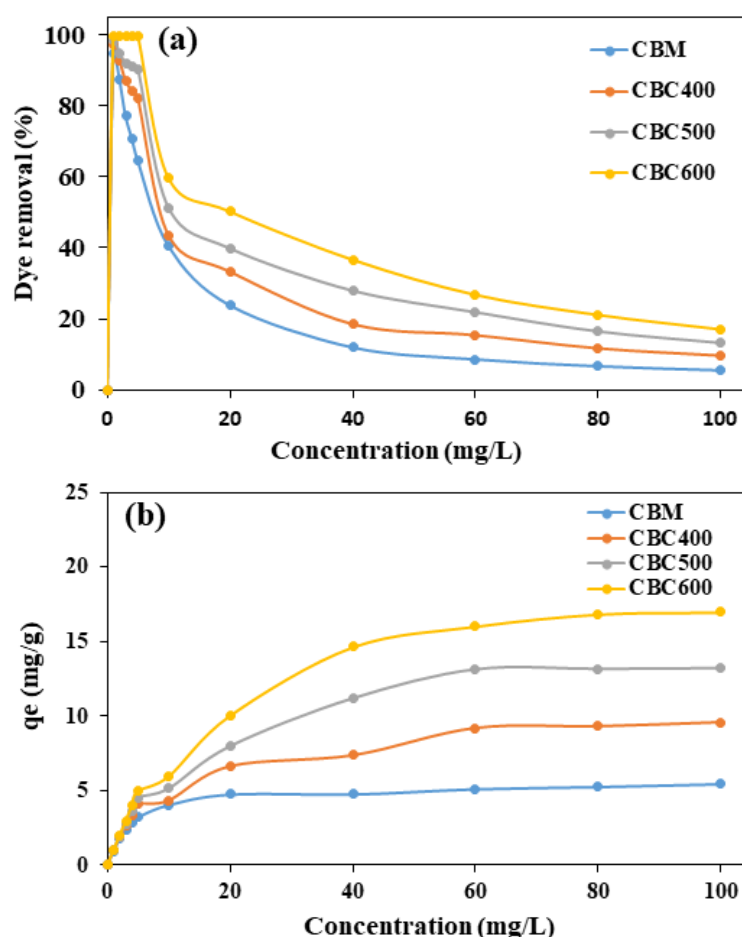 (a)
Dye removal (%)
100
80
60
40
20
0
CBM
CBC400
CBC500
CBC600
0 20 40 60 80 100
Concentration (mg/L)
(b)
qe (mg/g)
25
20
15
10
5
0
CBM
CBC400
CBC500
CBC600
0 20 40 60 80 100
Concentration (mg/L)